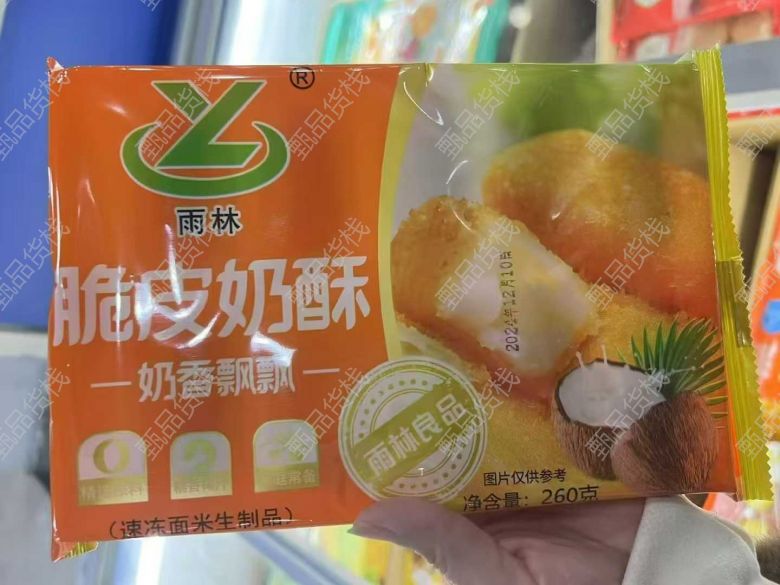 YL®
雨林
脆皮奶酥
—奶香飘飘—
(速冻面米生制品)
2024年12月10日
雨林良品
图片仅供参考
净含量：260克
甄品货栈